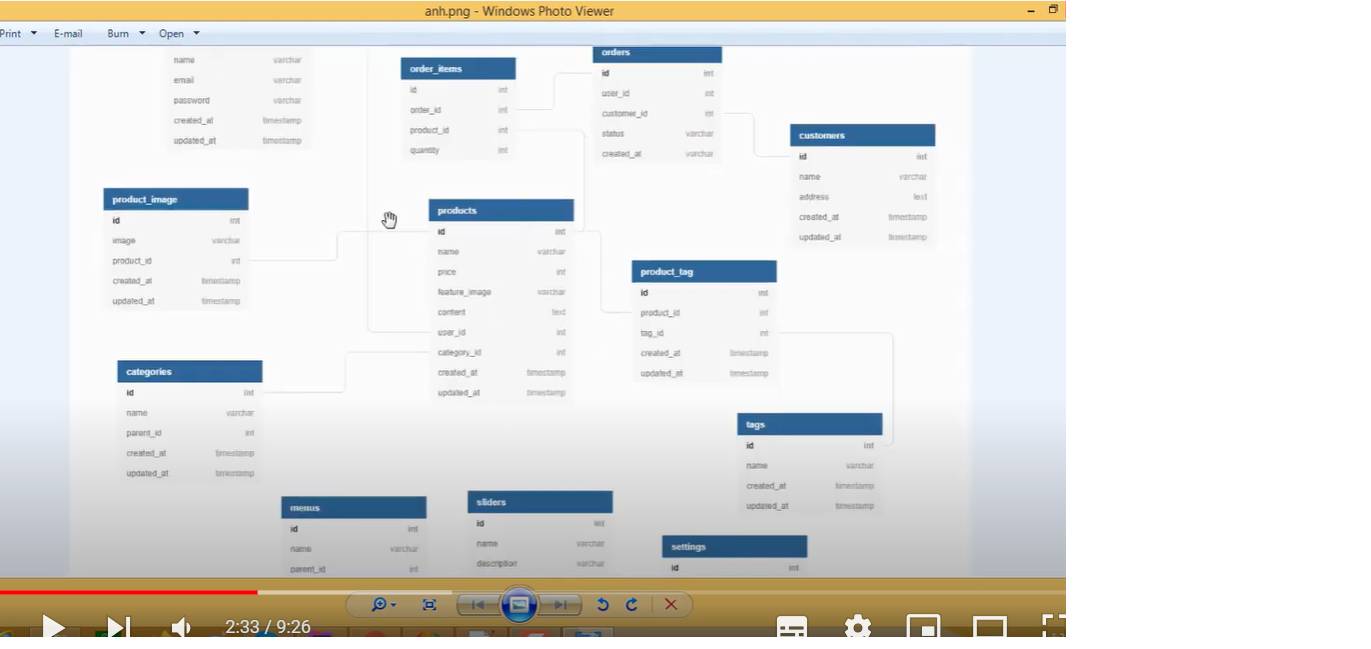 anh.png - Windows Photo Viewer
Print E-mail Burn Open
name varchar
email varchar
password varchar
created_at timestamp
updated_at timestamp
order_items
id int
order_id int
product_id int
quantity int
orders
id int
user_id int
customer_id int
status varchar
created_at varchar
customers
id int
name varchar
address text
created_at timestamp
updated_at timestamp
product_image
id int
image varchar
product_id int
created_at timestamp
updated_at timestamp
products
id int
name varchar
price int
feature_image varchar
content text
user_id int
category_id int
created_at timestamp
updated_at timestamp
product_tag
id int
product_id int
tag_id int
created_at timestamp
updated_at timestamp
categories
id int
name varchar
parent_id int
created_at timestamp
updated_at timestamp
tags
id int
name varchar
created_at timestamp
updated_at timestamp
menus
id int
name varchar
parent_id int
sliders
id int
name varchar
description varchar
settings
id int
2:33 / 9:26